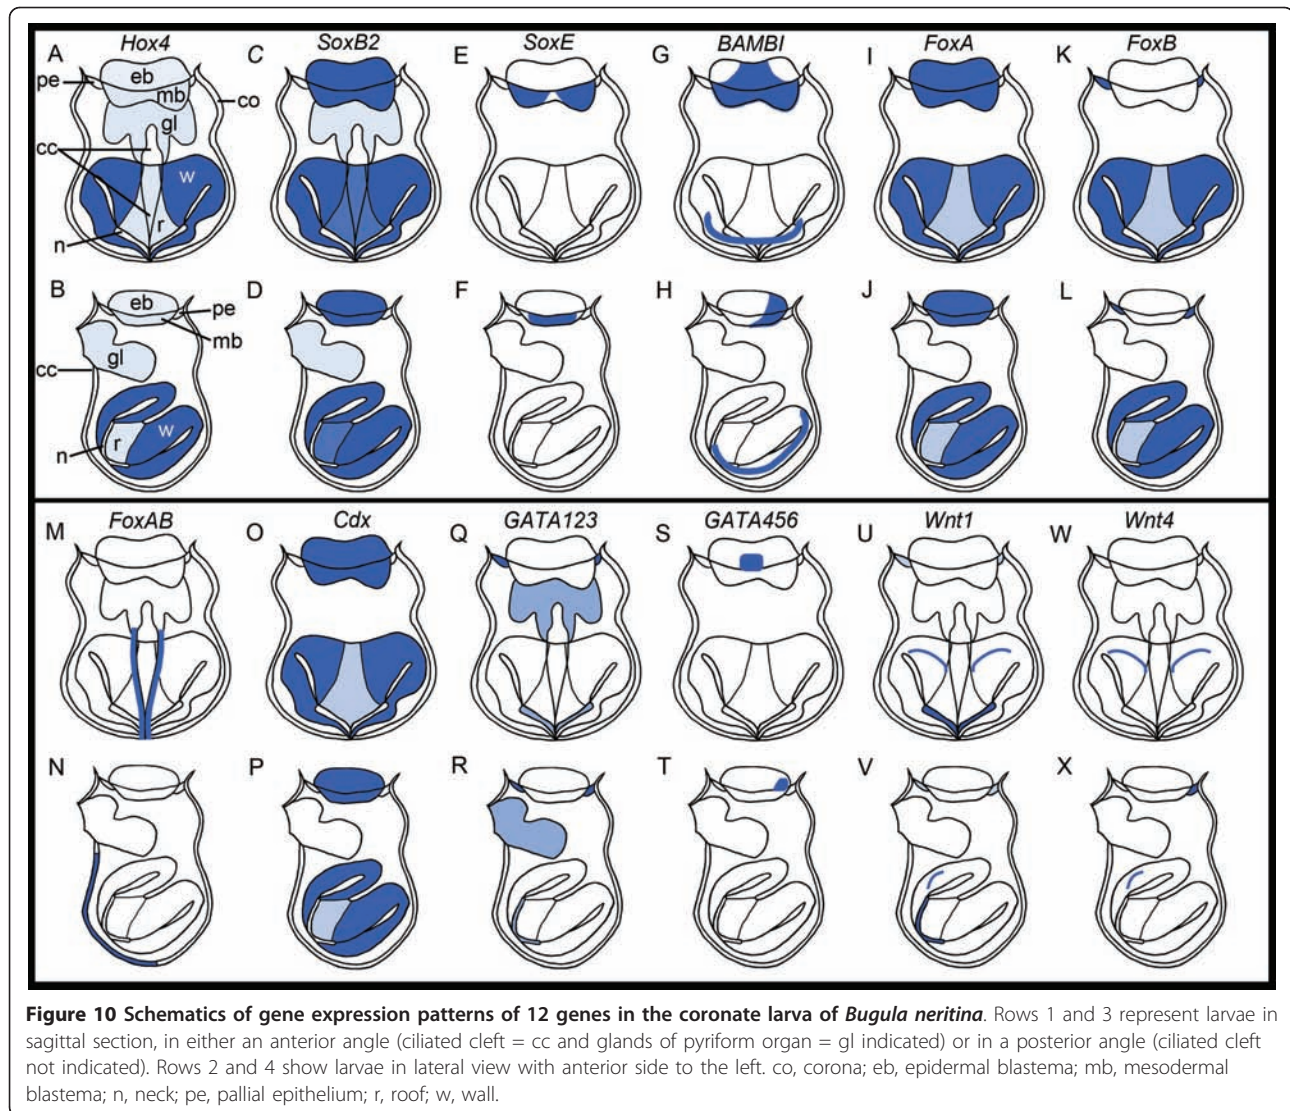 Hox4 SoxB2 SoxE BAMBI FoxA FoxB
A C E G I K
pe eb mb co
gl
cc
w
n r
B D F H J L
eb pe
mb
gl
cc
w
r
n
FoxAB Cdx GATA123 GATA456 Wnt1 Wnt4
M O Q S U W
N P R T V X
Figure 10 Schematics of gene expression patterns of 12 genes in the coronate larva of Bugula neritina. Rows 1 and 3 represent larvae in
sagittal section, in either an anterior angle (ciliated cleft = cc and glands of pyriform organ = gl indicated) or in a posterior angle (ciliated cleft
not indicated). Rows 2 and 4 show larvae in lateral view with anterior side to the left. co, corona; eb, epidermal blastema; mb, mesodermal
blastema; n, neck; pe, pallial epithelium; r, roof; w, wall.